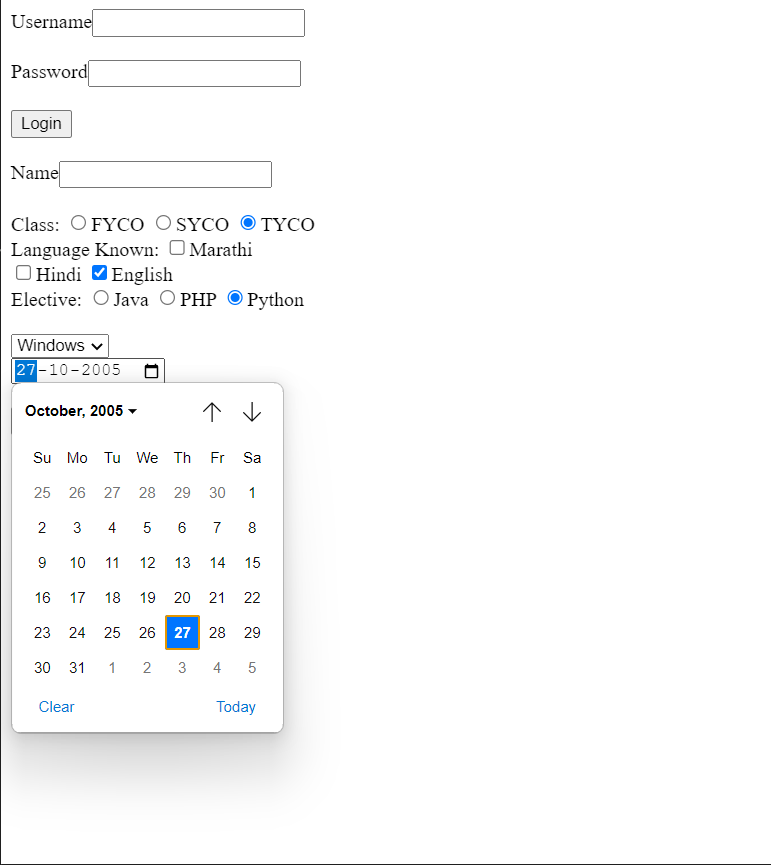 Username
Password
Login
Name
Class: FYCO SYCO TYCO
Language Known: Marathi
Hindi English
Elective: Java PHP Python
Windows
27-10-2005
October, 2005
Su Mo Tu We Th Fr Sa
25 26 27 28 29 30 1
2 3 4 5 6 7 8
9 10 11 12 13 14 15
16 17 18 19 20 21 22
23 24 25 26 27 28 29
30 31 1 2 3 4 5
Clear Today